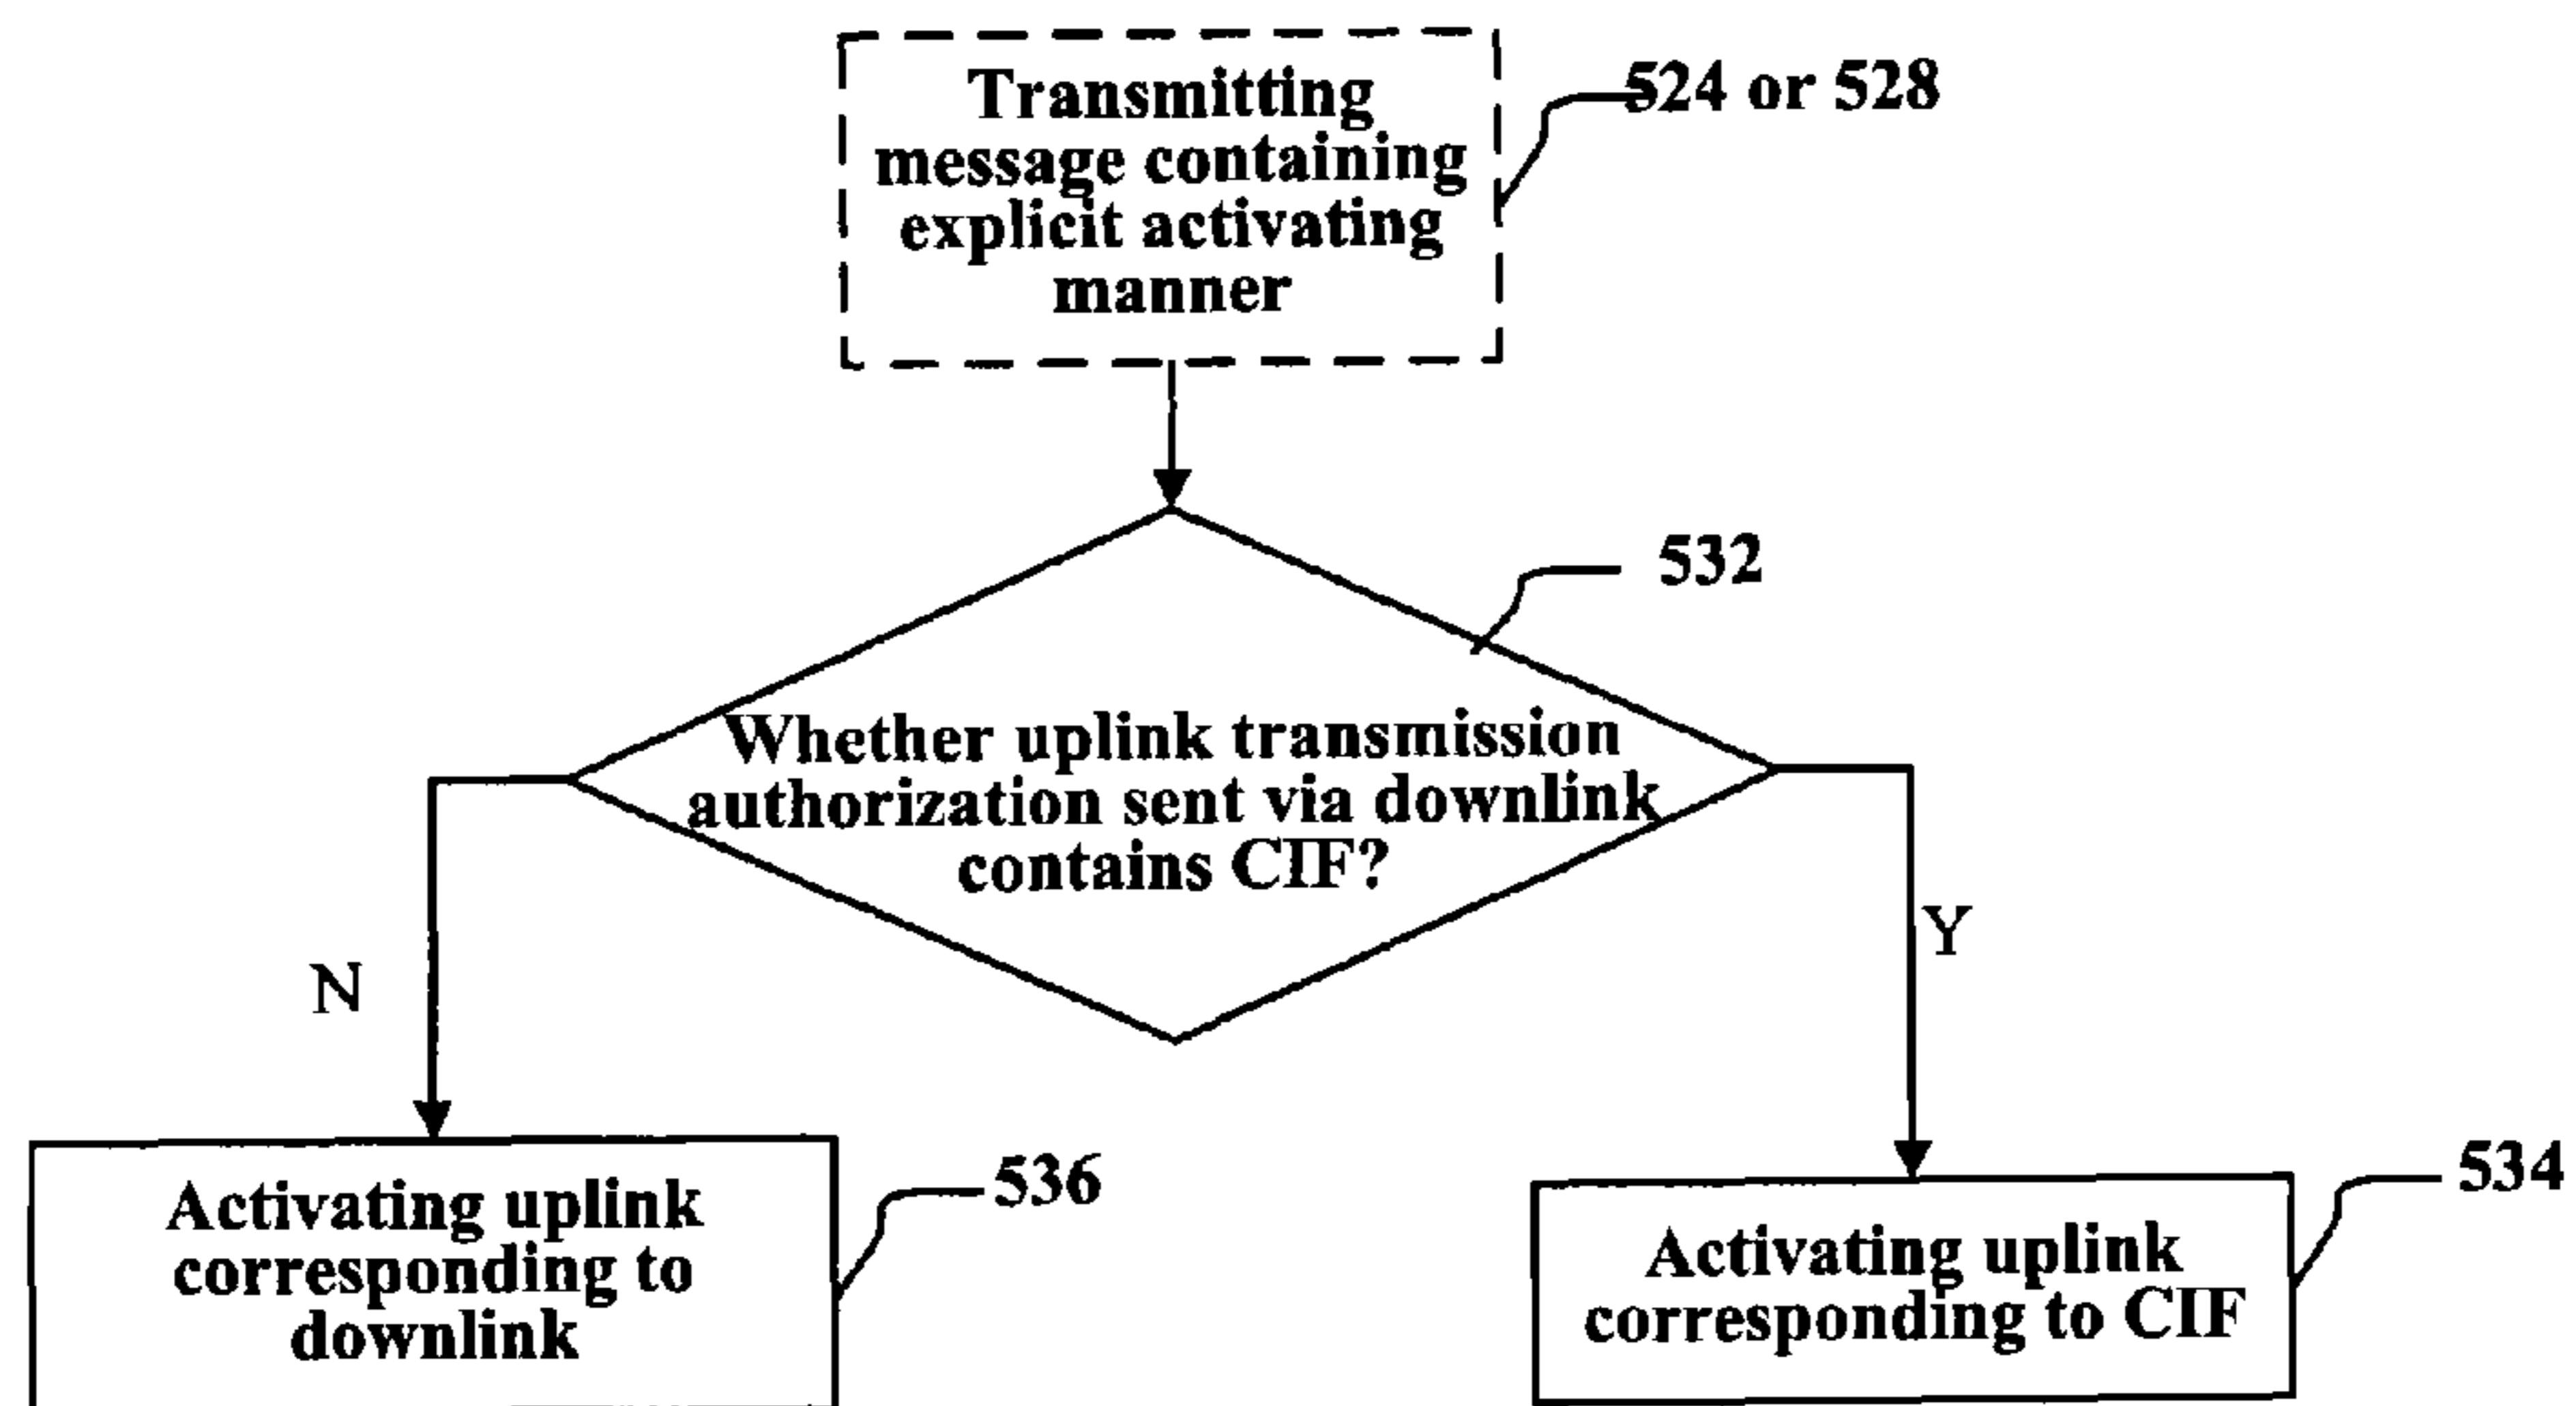 Transmitting
message containing
explicit activating
manner
524 or 528
532
Whether uplink transmission
authorization sent via downlink
contains CIF?
N
Y
Activating uplink
corresponding to
downlink
536
Activating uplink
corresponding to CIF
534